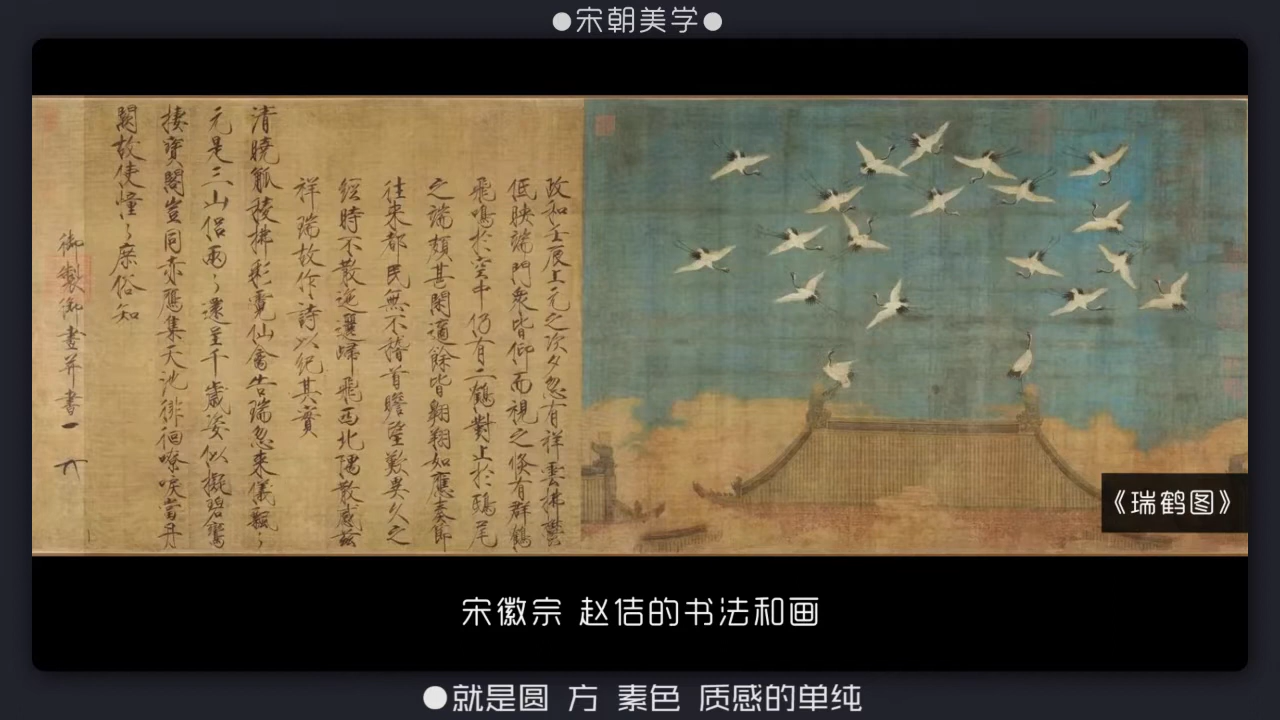 ●宋朝美学●
政和壬辰上元之次夕忽有祥雲拂鬱
低映端門衆皆仰而視之倏有群鶴
飛鳴於空中仍有二鶴對止於鴟尾
之端頗甚閑適餘皆翱翔如應奏節
往來都民無不稽首瞻望歎異久之
經時不散迤邐歸飛西北隅散感茲
祥瑞故作詩以紀其實
清曉觚稜拂彩霓仙禽告瑞忽來儀飄〻
元是三山侶兩〻還呈千歲姿似擬碧鸞
棲寶閣豈同赤鴈集天池徘徊嘹唳當丹
闕故使憧〻庶俗知
御製御畫并書
《瑞鹤图》
宋徽宗 赵佶的书法和画
●就是圆 方 素色 质感的单纯